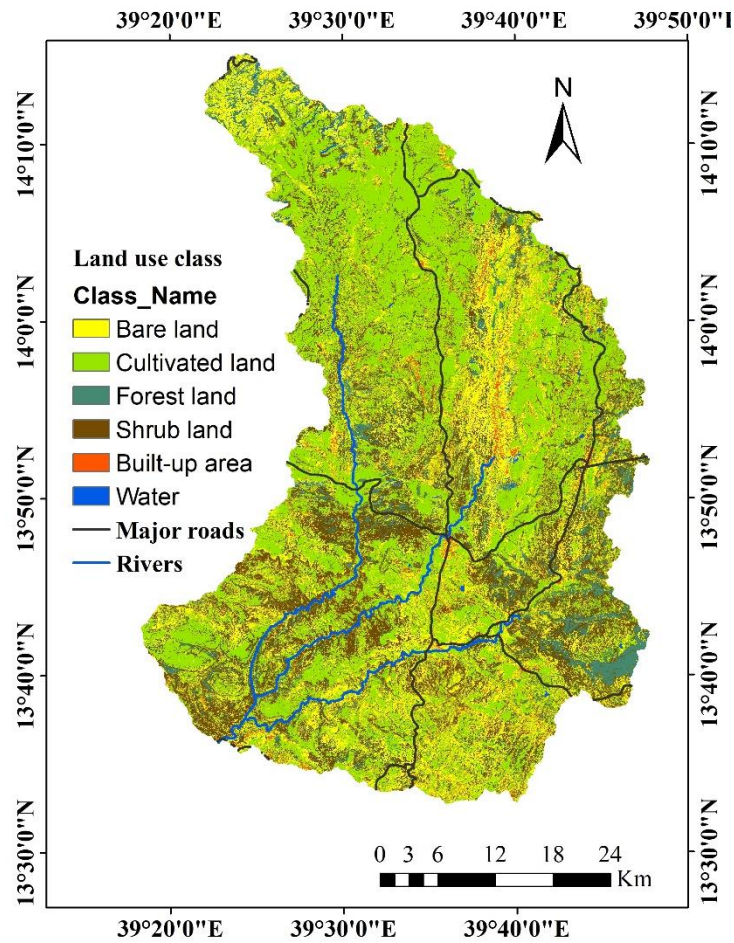 39°20'0"E 39°30'0"E 39°40'0"E 39°50'0"E
N
14°10'0"N 14°10'0"N
Land use class
Class_Name
14°0'0"N 14°0'0"N
Bare land
Cultivated land
Forest land
Shrub land
Built-up area
Water
13°50'0"N 13°50'0"N
Major roads
Rivers
13°40'0"N 13°40'0"N
13°30'0"N 13°30'0"N
0 3 6 12 18 24
Km
39°20'0"E 39°30'0"E 39°40'0"E 39°50'0"E